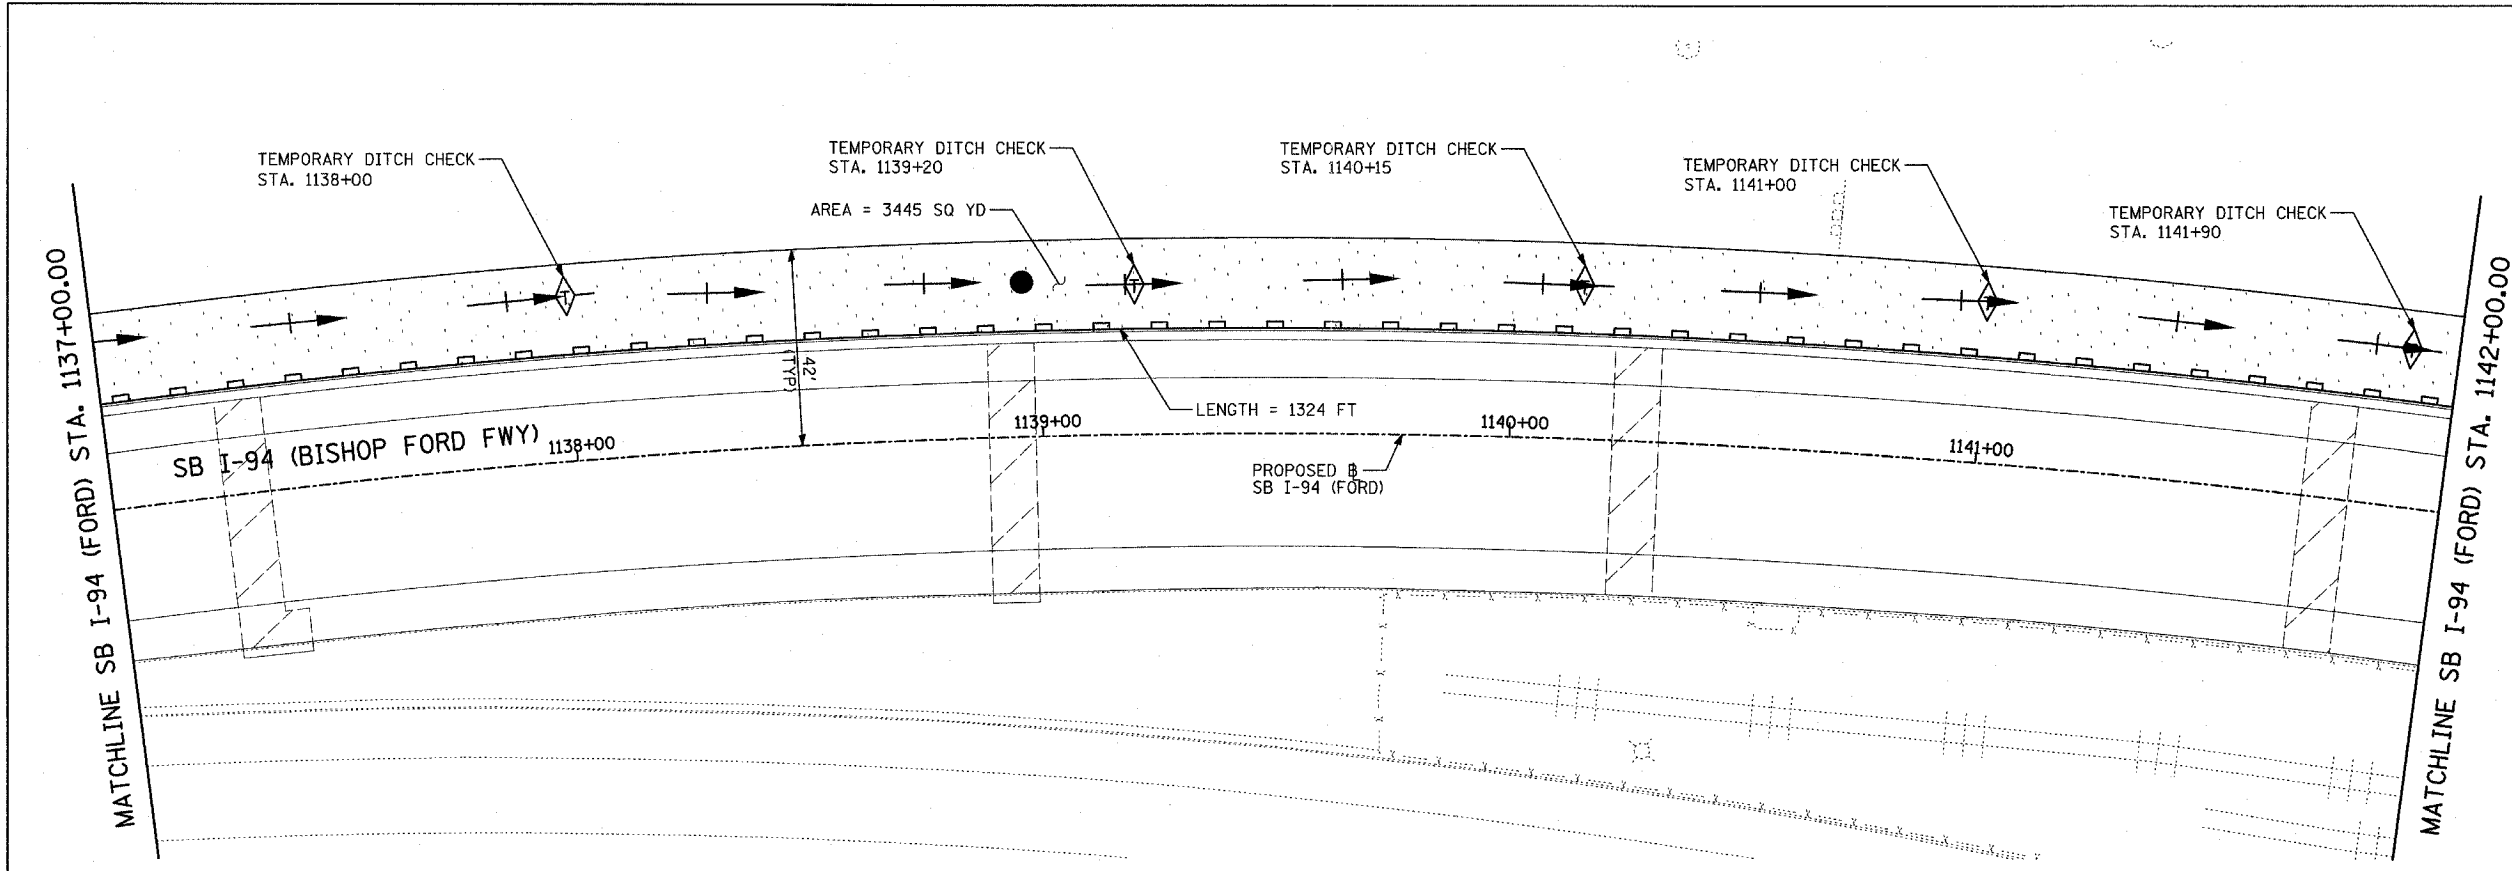 TEMPORARY DITCH CHECK
STA. 1138+00
TEMPORARY DITCH CHECK
STA. 1139+20
TEMPORARY DITCH CHECK
STA. 1140+15
TEMPORARY DITCH CHECK
STA. 1141+00
TEMPORARY DITCH CHECK
STA. 1141+90
AREA = 3445 SQ YD
MATCHLINE SB I-94 (FORD) STA. 1137+00.00
MATCHLINE SB I-94 (FORD) STA. 1142+00.00
42'
(TYP)
LENGTH = 1324 FT
SB I-94 (BISHOP FORD FWY)
1138+00
1139+00
1140+00
1141+00
PROPOSED B
SB I-94 (FORD)
T
T
T